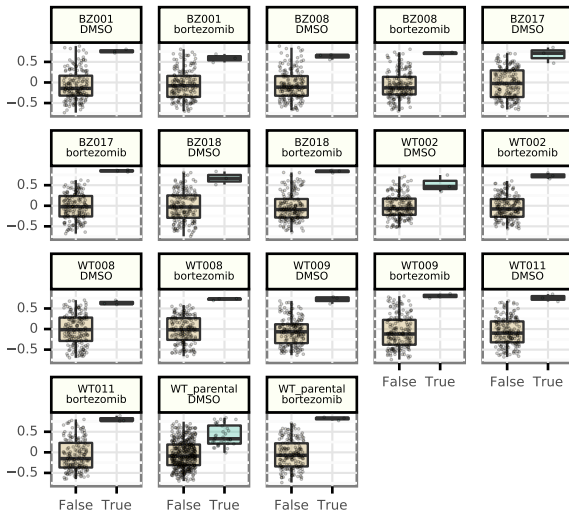 BZ001
DMSO
BZ001
bortezomib
BZ008
DMSO
BZ008
bortezomib
BZ017
DMSO
0.5
0
−0.5
BZ017
bortezomib
BZ018
DMSO
BZ018
bortezomib
WT002
DMSO
WT002
bortezomib
0.5
0
−0.5
WT008
DMSO
WT008
bortezomib
WT009
DMSO
WT009
bortezomib
WT011
DMSO
0.5
0
−0.5
False True
False True
WT011
bortezomib
WT_parental
DMSO
WT_parental
bortezomib
0.5
0
−0.5
False True
False True
False True